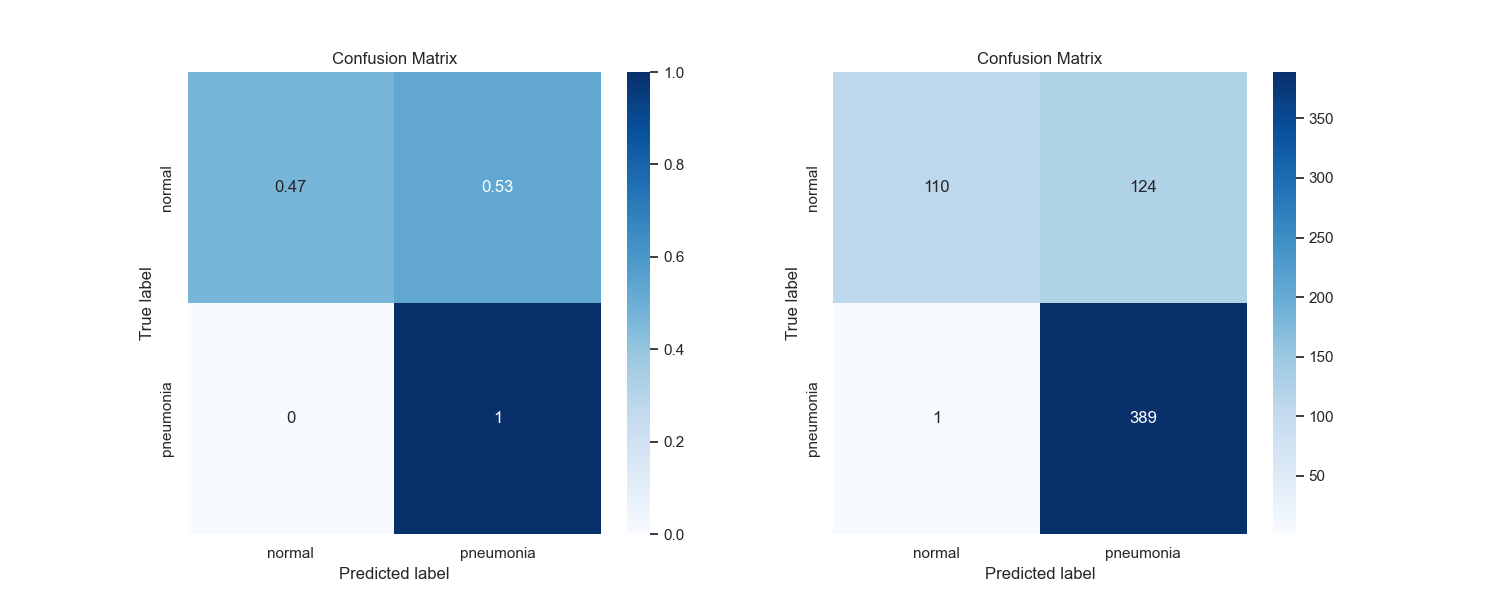 Confusion Matrix
True label
normal
pneumonia
0.47 0.53
0 1
normal pneumonia
Predicted label
1.0
0.8
0.6
0.4
0.2
0.0
Confusion Matrix
True label
normal
pneumonia
110 124
1 389
normal pneumonia
Predicted label
350
300
250
200
150
100
50